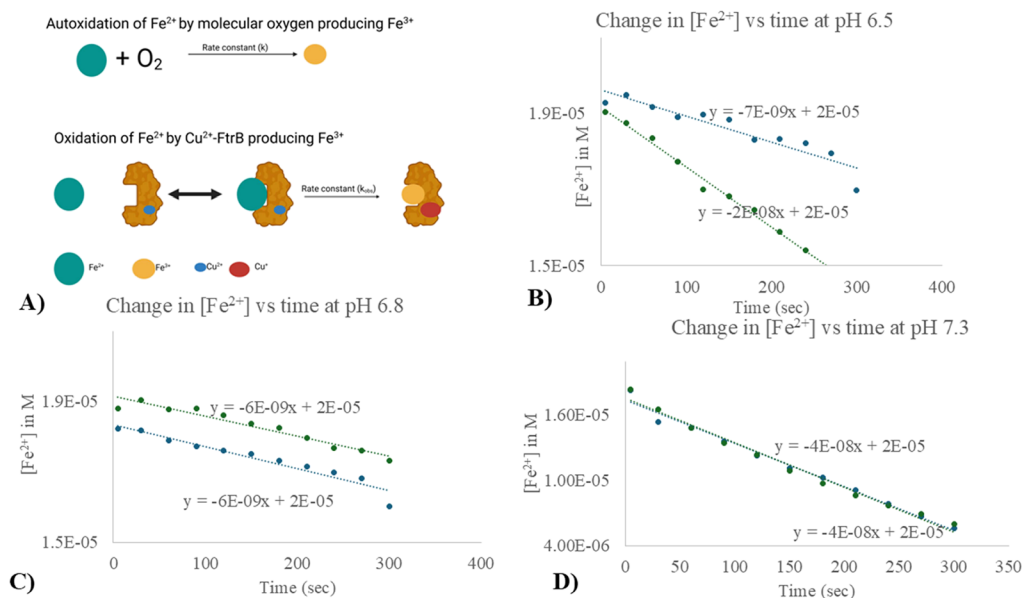 Autoxidation of Fe²⁺ by molecular oxygen producing Fe³⁺
+ O₂
Rate constant (k)
Oxidation of Fe²⁺ by Cu²⁺-FtrB producing Fe³⁺
Rate constant (kobs)
Fe²⁺
Fe³⁺
Cu²⁺
Cu⁺
A)
Change in [Fe²⁺] vs time at pH 6.5
[Fe²⁺] in M
1.9E-05
1.5E-05
y = -7E-09x + 2E-05
y = -2E-08x + 2E-05
0
100
200
300
400
Time (sec)
B)
Change in [Fe²⁺] vs time at pH 6.8
[Fe²⁺] in M
1.9E-05
1.5E-05
y = -6E-09x + 2E-05
y = -6E-09x + 2E-05
0
100
200
300
400
Time (sec)
C)
Change in [Fe²⁺] vs time at pH 7.3
[Fe²⁺] in M
1.60E-05
1.00E-05
4.00E-06
y = -4E-08x + 2E-05
y = -4E-08x + 2E-05
0
50
100
150
200
250
300
350
Time (sec)
D)